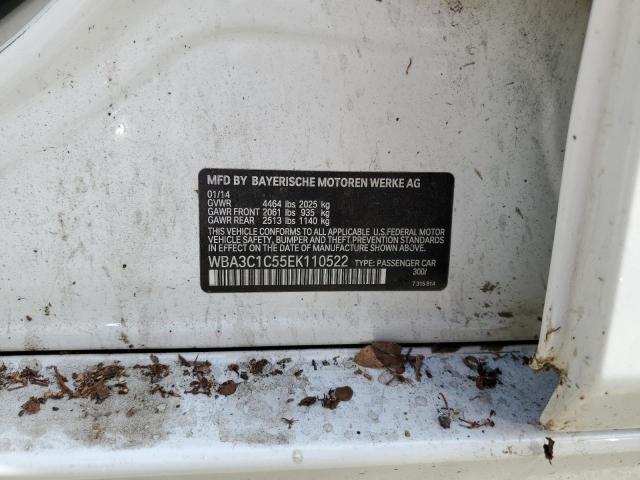 MFD BY BAYERISCHE MOTOREN WERKE AG
01/14
GVWR 4464 lbs 2025 kg
GAWR FRONT 2061 lbs 935 kg
GAWR REAR 2513 lbs 1140 kg
THIS VEHICLE CONFORMS TO ALL APPLICABLE U.S.FEDERAL MOTOR
VEHICLE SAFETY, BUMPER AND THEFT PREVENTION
STANDARDS IN EFFECT ON THE DATE OF MANUFACTURE SHOWN
ABOVE.
WBA3C1C55EK110522 TYPE: PASSENGER CAR
300/
7 315 814